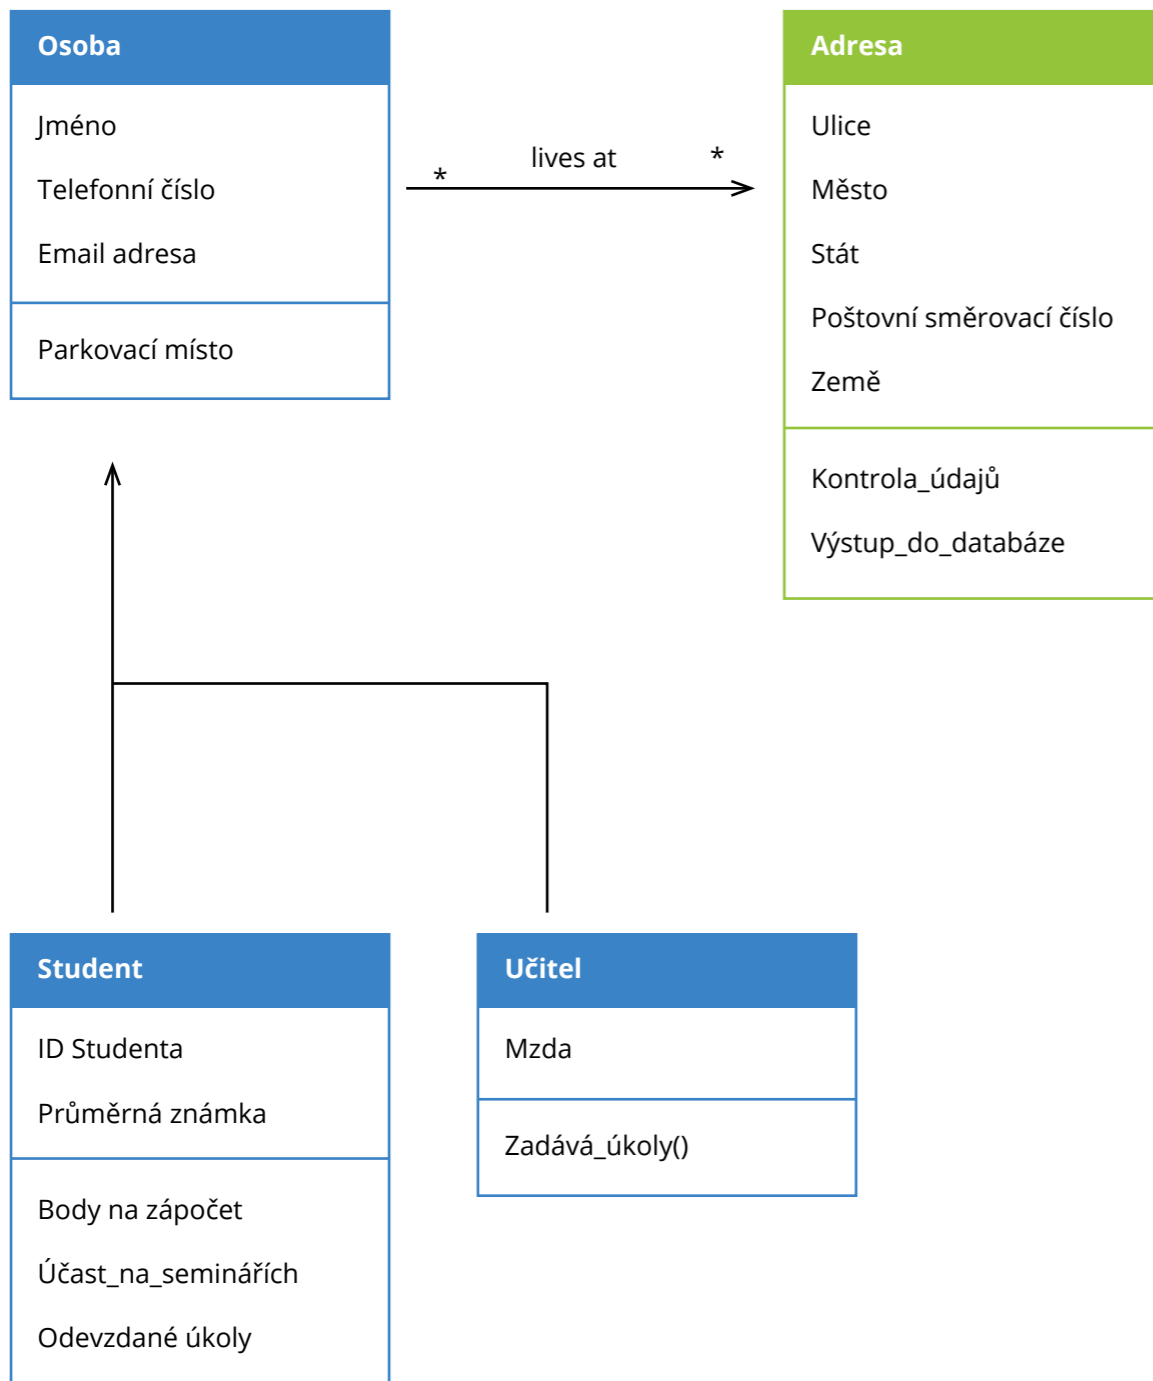 Osoba
Jméno
Telefonní číslo
Email adresa
Parkovací místo
* lives at *
Adresa
Ulice
Město
Stát
Poštovní směrovací číslo
Země
Kontrola_údajů
Výstup_do_databáze
Student
ID Studenta
Průměrná známka
Body na zápočet
Účast_na_seminářích
Odevzdané úkoly
Učitel
Mzda
Zadává_úkoly()